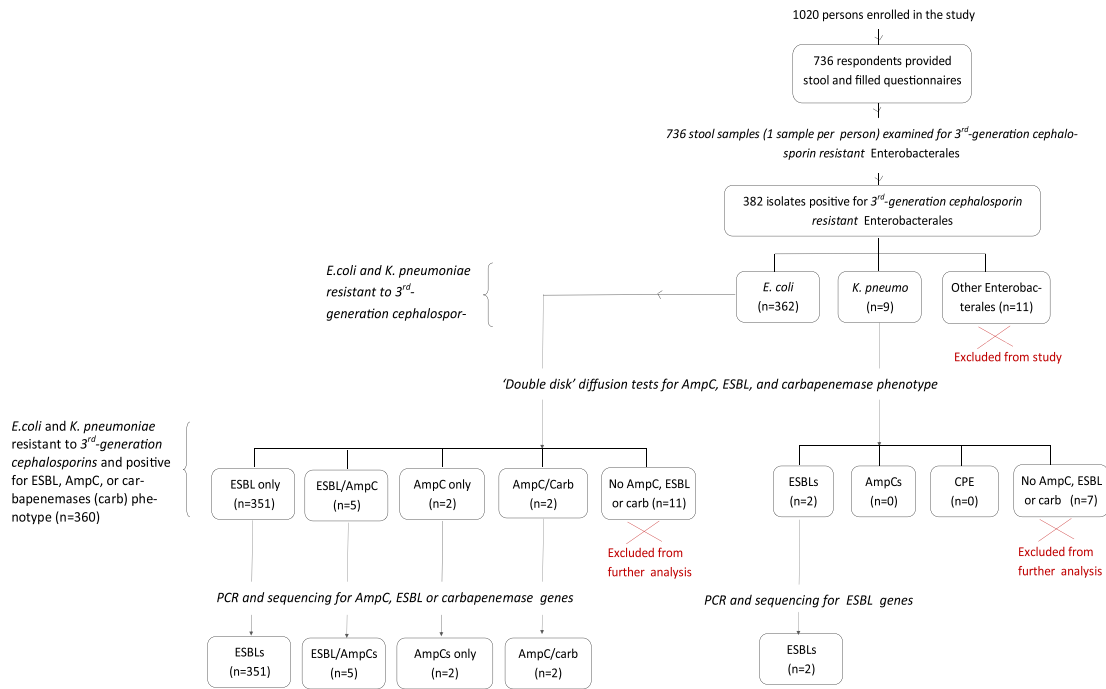 1020 persons enrolled in the study
736 respondents provided
stool and filled questionnaires
736 stool samples (1 sample per person) examined for 3rd-generation cephalo-
sporin resistant Enterobacterales
382 isolates positive for 3rd-generation cephalosporin
resistant Enterobacterales
E.coli and K. pneumoniae
resistant to 3rd-
generation cephalospor-
E. coli
(n=362)
K. pneumo
(n=9)
Other Enterobac-
terales (n=11)
Excluded from study
‘Double disk’ diffusion tests for AmpC, ESBL, and carbapenemase phenotype
E.coli and K. pneumoniae
resistant to 3rd-generation
cephalosporins and positive
for ESBL, AmpC, or car-
bapenemases (carb) phe-
notype (n=360)
ESBL only
(n=351)
ESBL/AmpC
(n=5)
AmpC only
(n=2)
AmpC/Carb
(n=2)
No AmpC, ESBL
or carb (n=11)
Excluded from
further analysis
ESBLs
(n=2)
AmpCs
(n=0)
CPE
(n=0)
No AmpC, ESBL
or carb (n=7)
Excluded from
further analysis
PCR and sequencing for AmpC, ESBL or carbapenemase genes
PCR and sequencing for ESBL genes
ESBLs
(n=351)
ESBL/AmpCs
(n=5)
AmpCs only
(n=2)
AmpC/carb
(n=2)
ESBLs
(n=2)